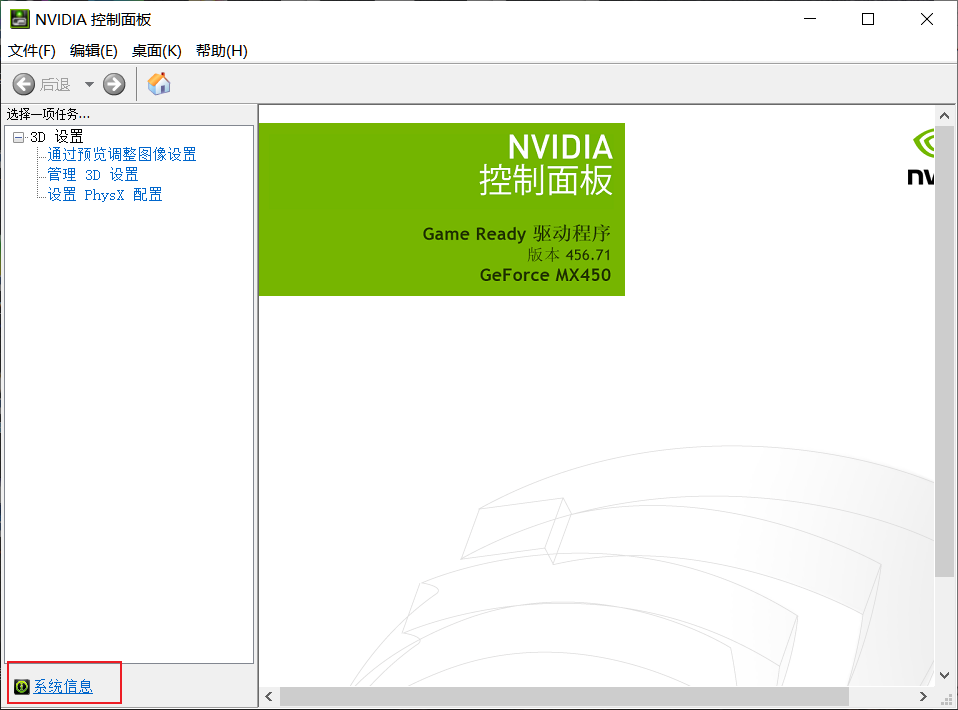 NVIDIA 控制面板
文件(F) 编辑(E) 桌面(K) 帮助(H)
后退
选择一项任务...
3D 设置
通过预览调整图像设置
管理 3D 设置
设置 PhysX 配置
系统信息
NVIDIA
控制面板
Game Ready 驱动程序
版本 456.71
GeForce MX450